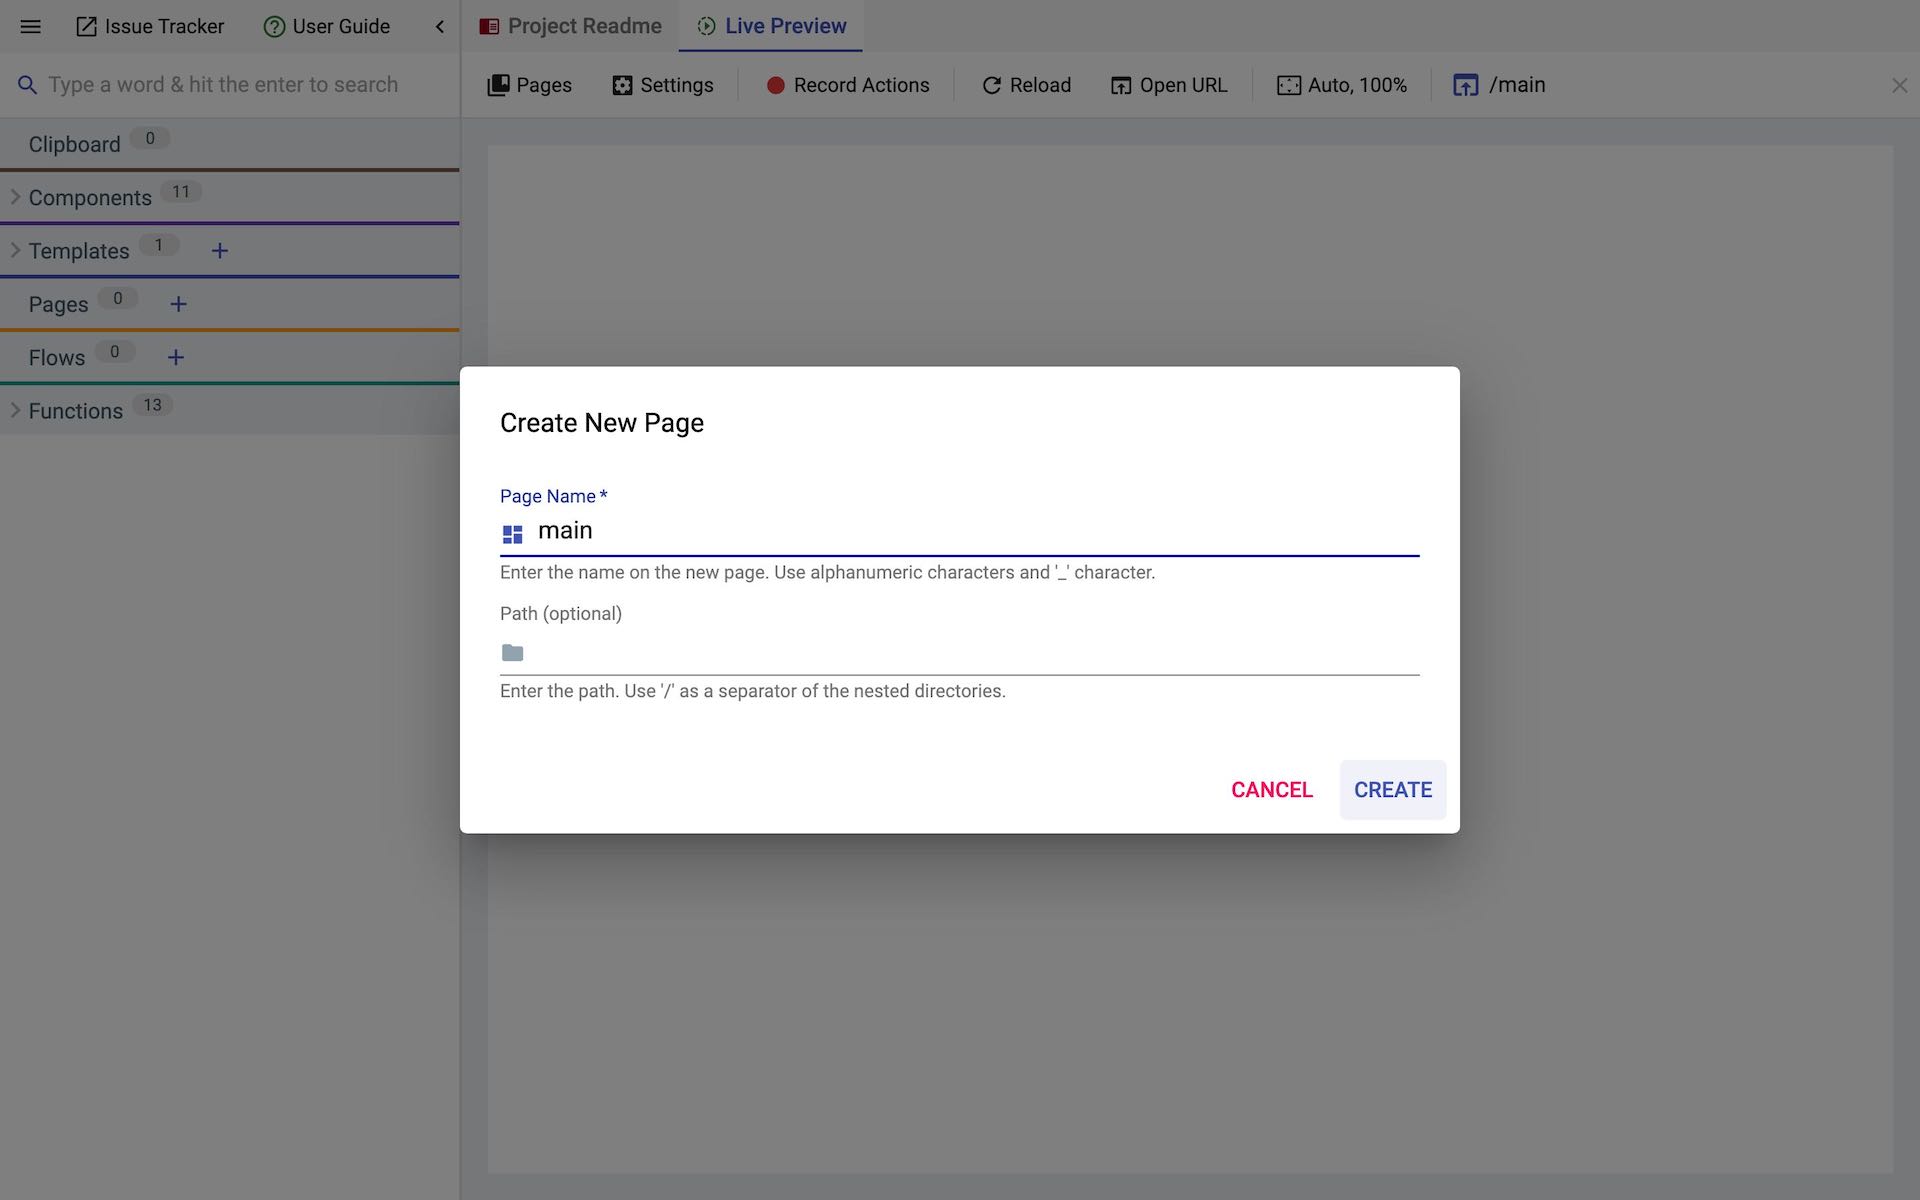 Issue Tracker User Guide Project Readme Live Preview
Type a word & hit the enter to search
Pages Settings Record Actions Reload Open URL Auto, 100% /main
Clipboard 0
Components 11
Templates 1
Pages 0
Flows 0
Functions 13
Create New Page
Page Name *
main
Enter the name on the new page. Use alphanumeric characters and '_' character.
Path (optional)
Enter the path. Use '/' as a separator of the nested directories.
CANCEL CREATE